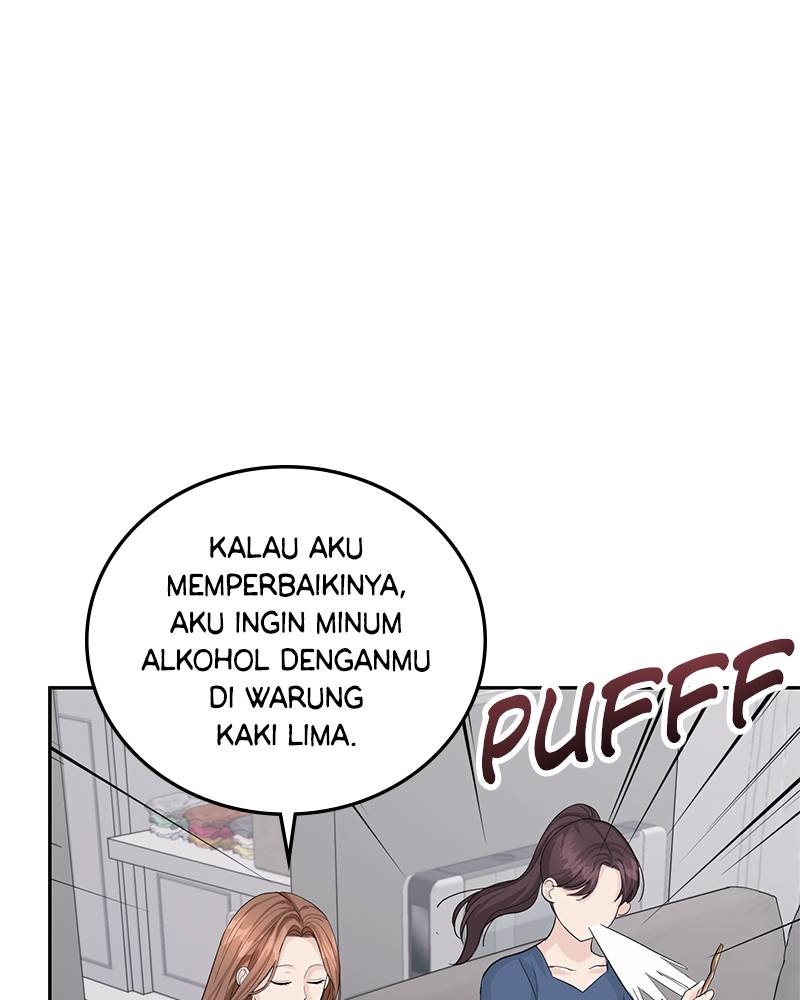 KALAU AKU
MEMPERBAIKINYA,
AKU INGIN MINUM
ALKOHOL DENGANMU
DI WARUNG
KAKI LIMA.
PUFFF